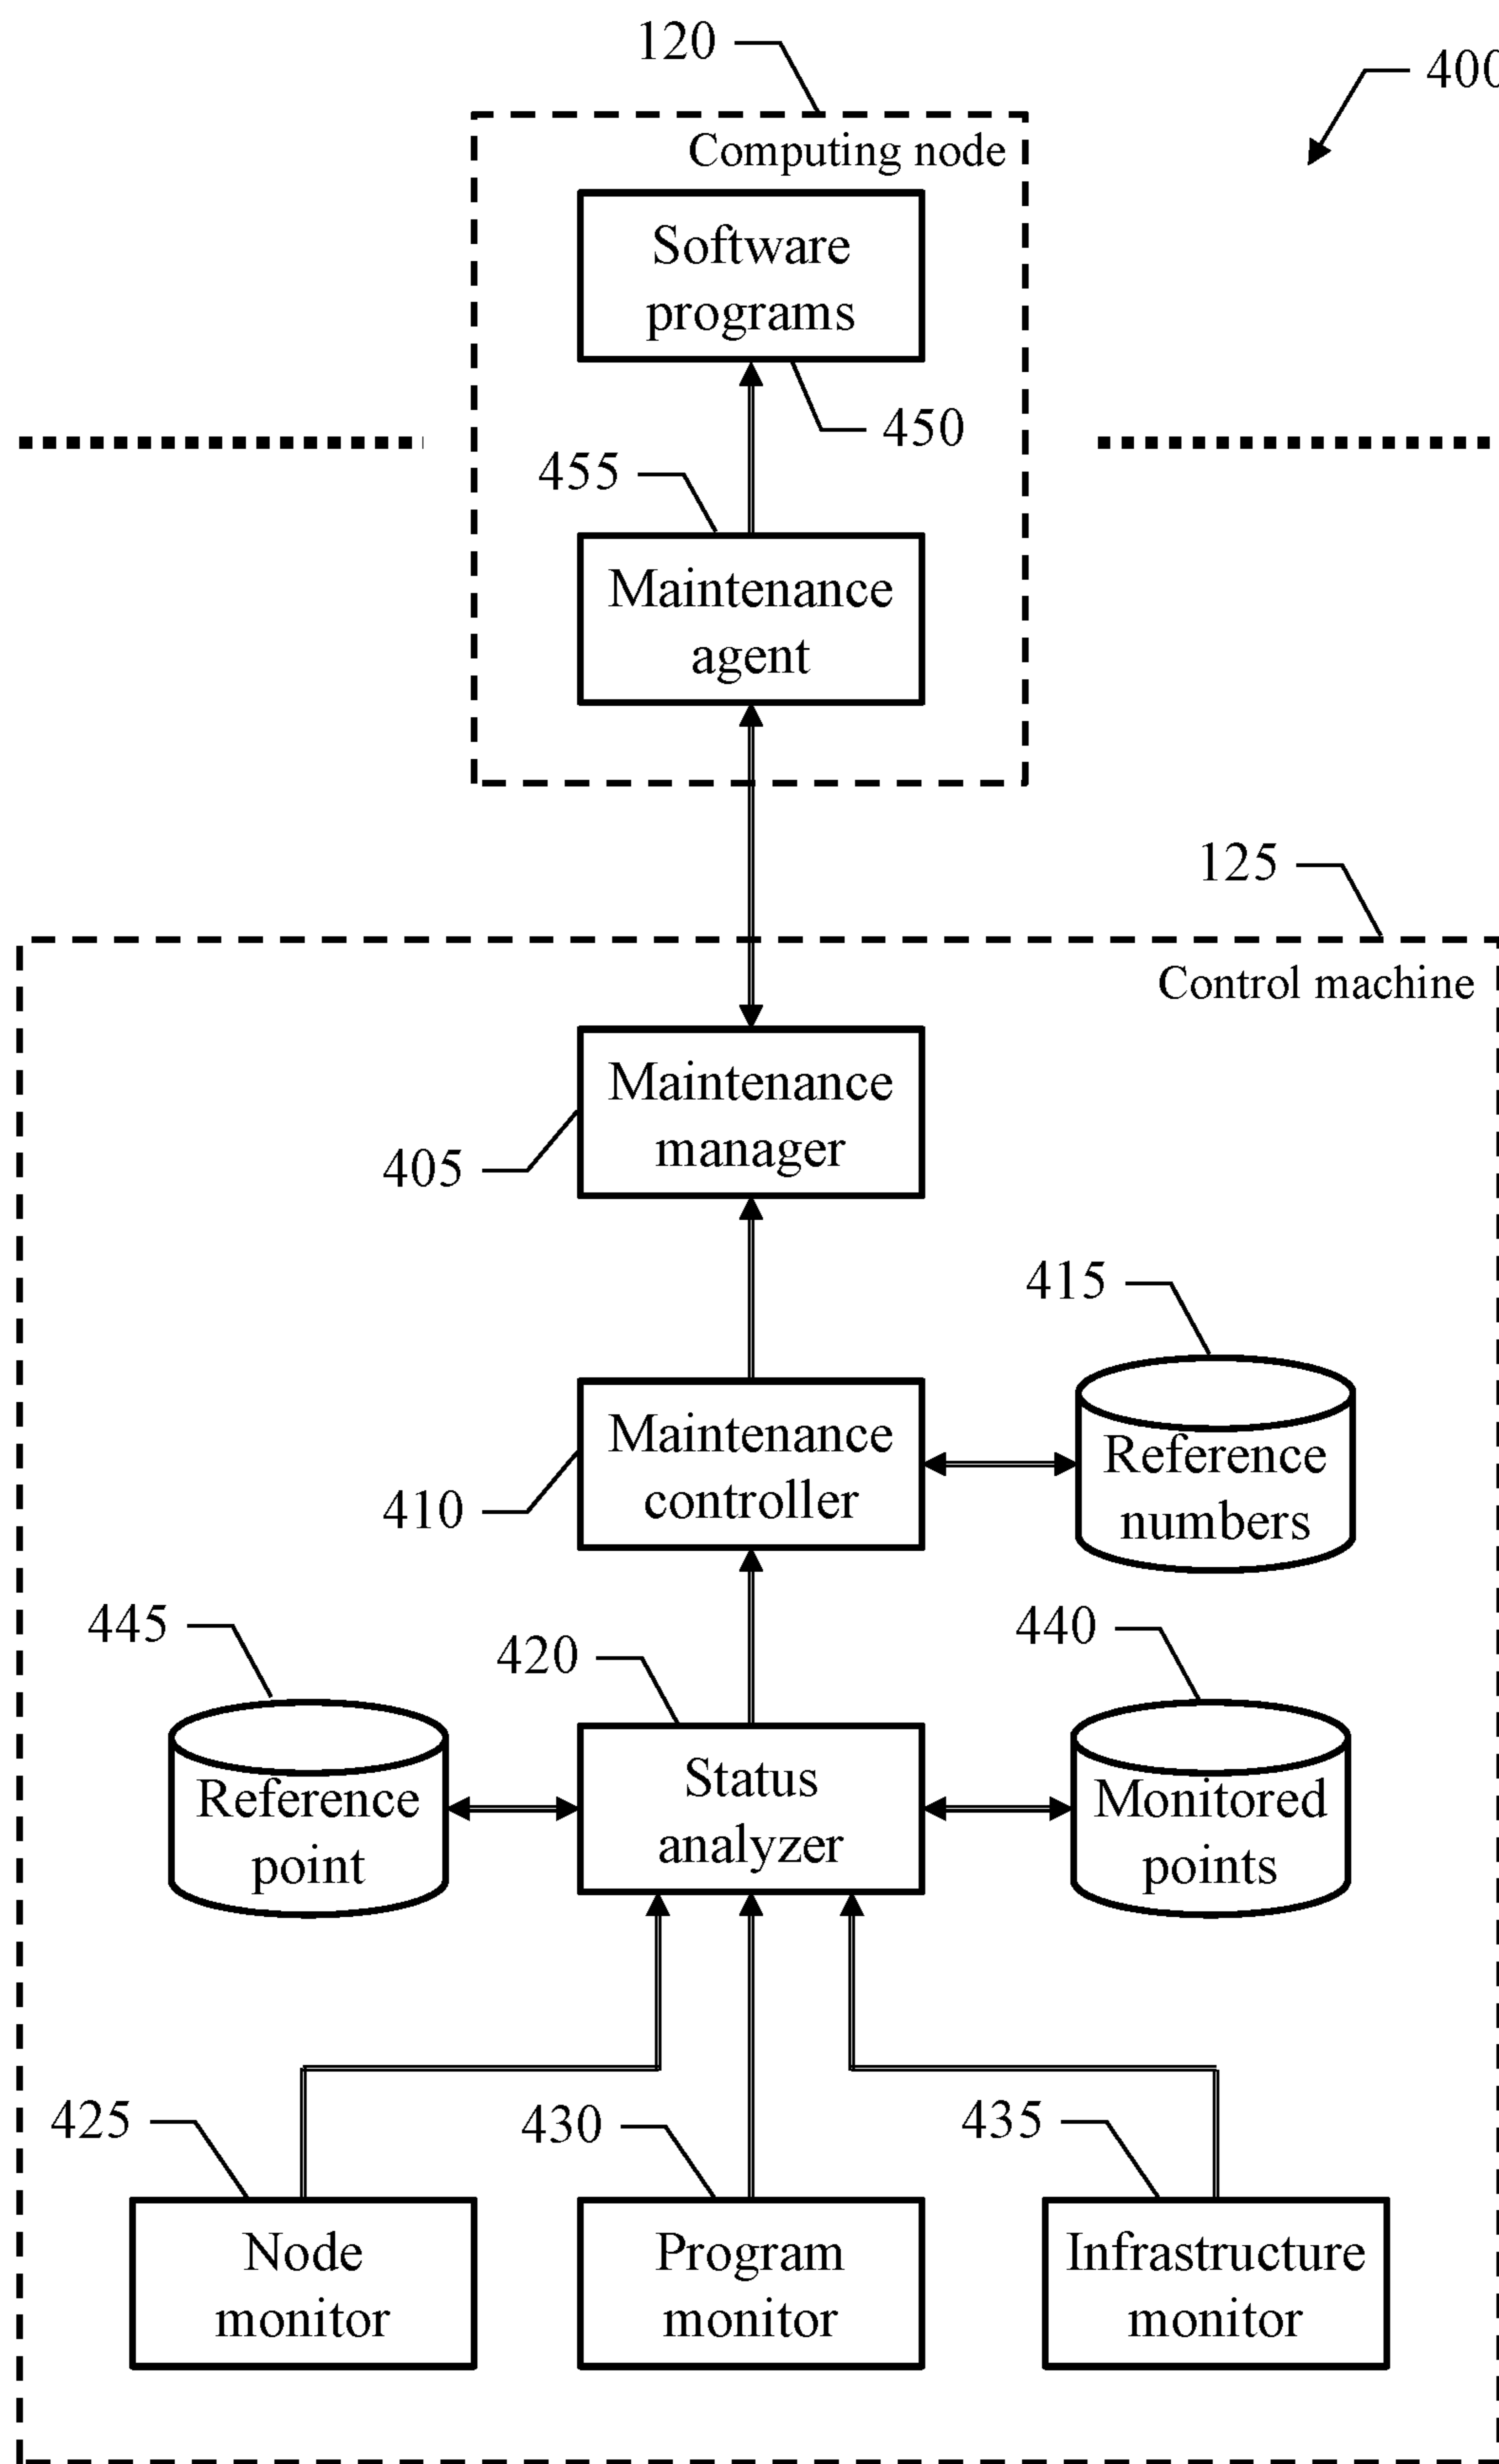 120
400
Computing node
Software
programs
450
455
Maintenance
agent
125
Control machine
Maintenance
manager
405
415
Maintenance
controller
Reference
numbers
410
445
420
440
Reference
point
Status
analyzer
Monitored
points
425
430
435
Node
monitor
Program
monitor
Infrastructure
monitor